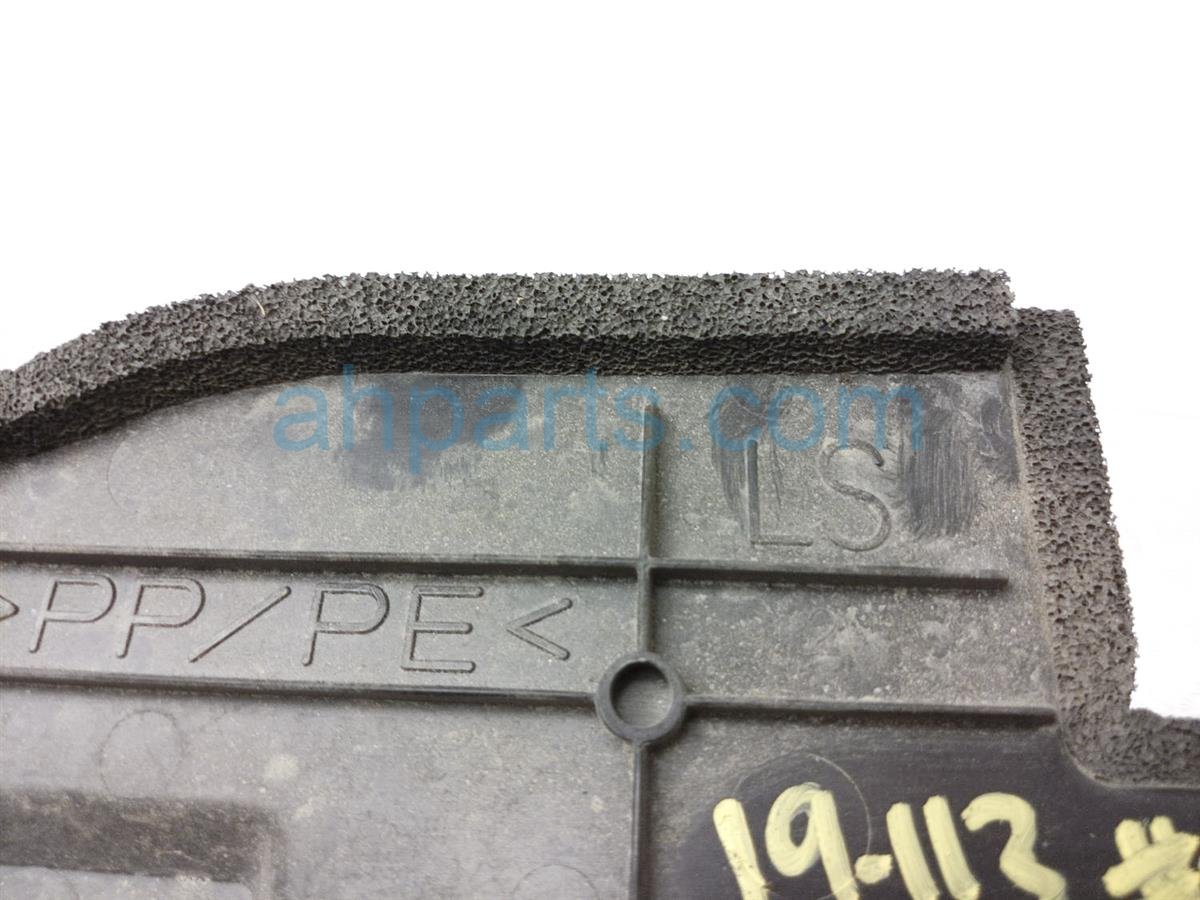 ahparts.com
LS
>PP/PE<
19-113 #